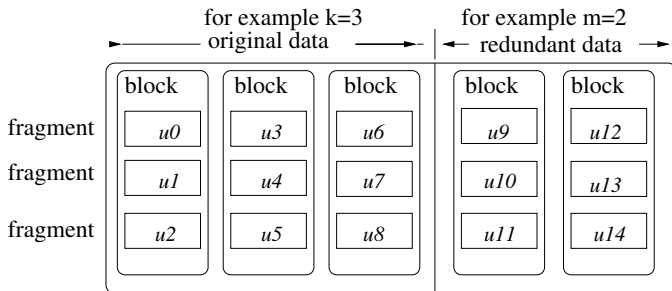 for example k=3 for example m=2
original data redundant data
block block block block block
fragment u0 u3 u6 u9 u12
fragment u1 u4 u7 u10 u13
fragment u2 u5 u8 u11 u14